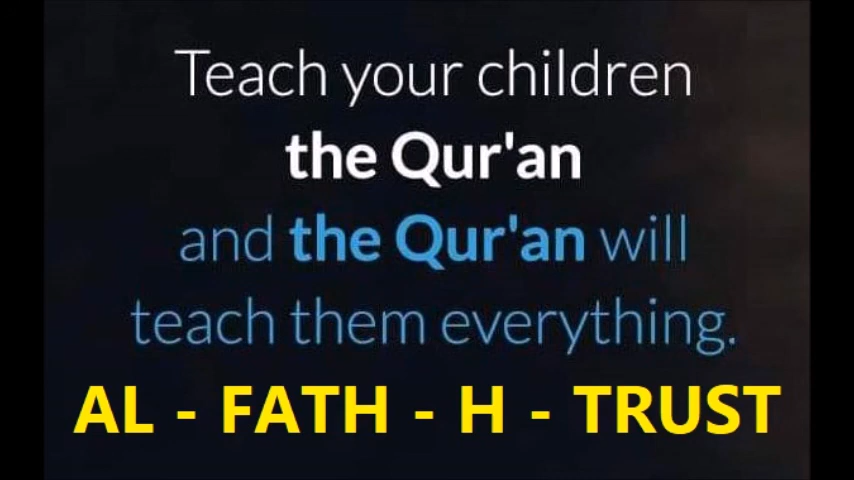 Teach your children
the Qur'an
and the Qur'an will
teach them everything.
AL - FATH - H - TRUST